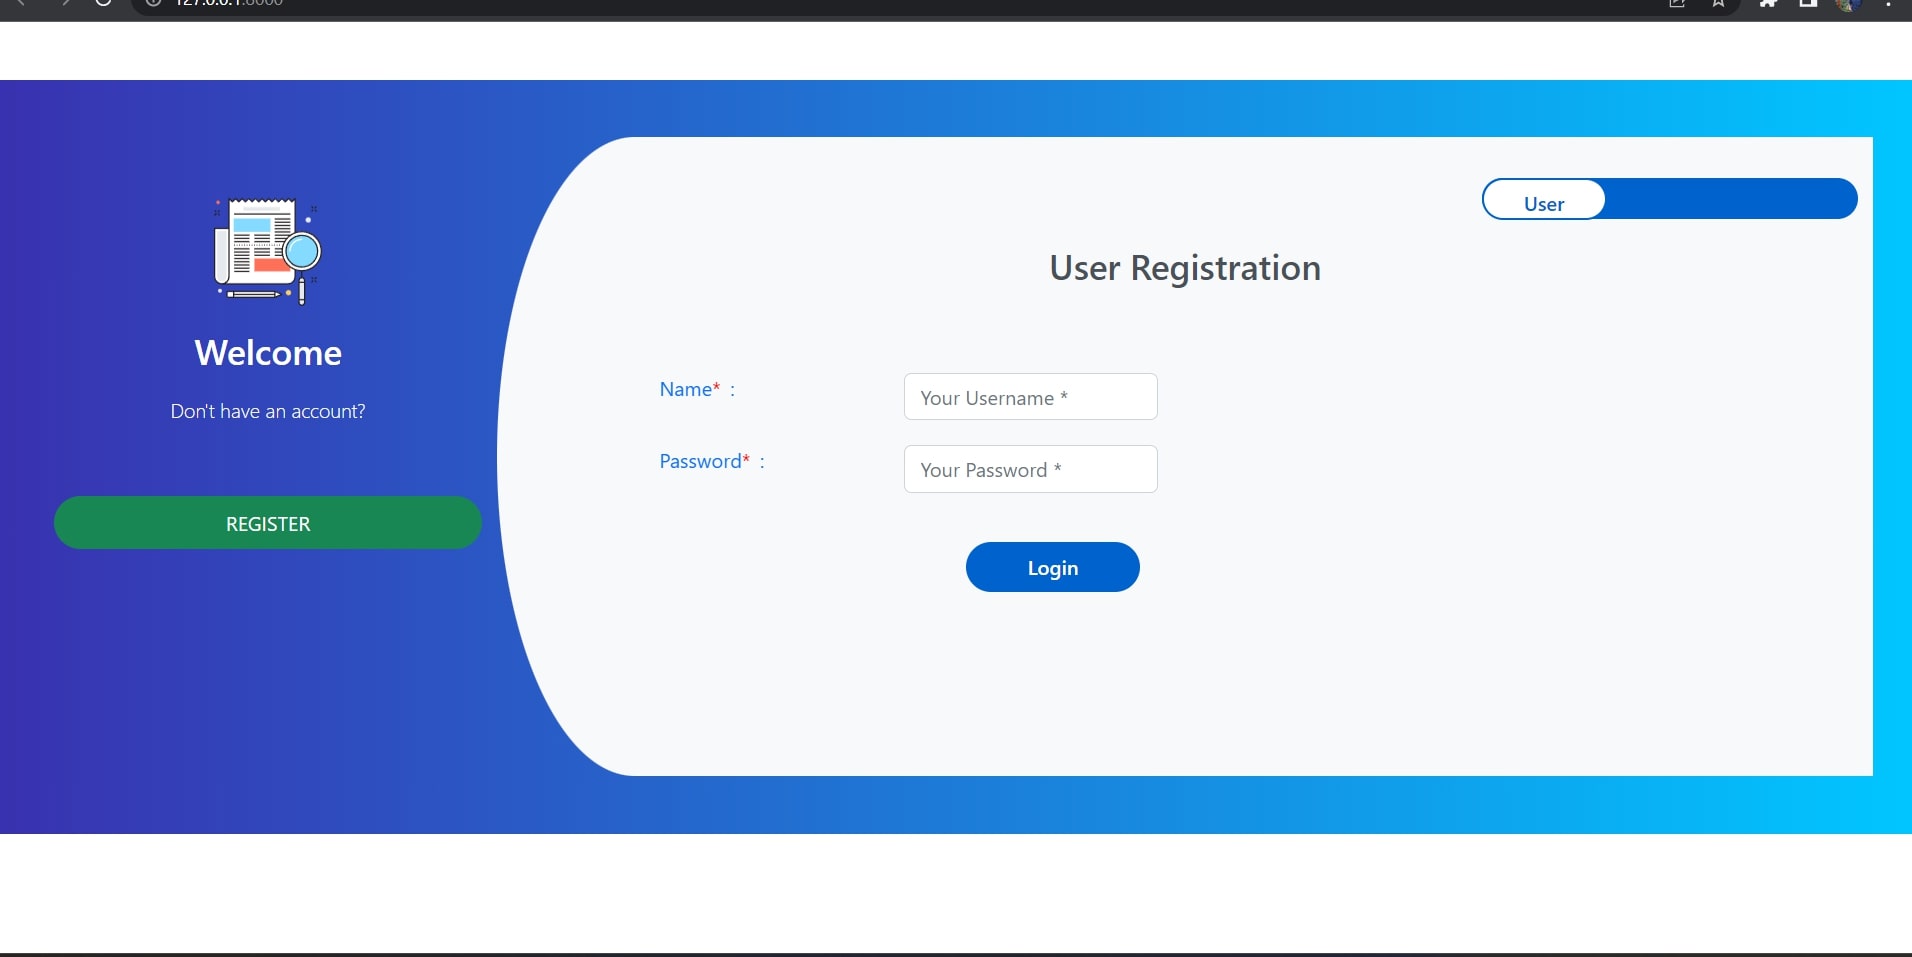 127.0.0.1:8000
User
User Registration
Welcome
Don't have an account?
REGISTER
Name* :
Your Username *
Password* :
Your Password *
Login